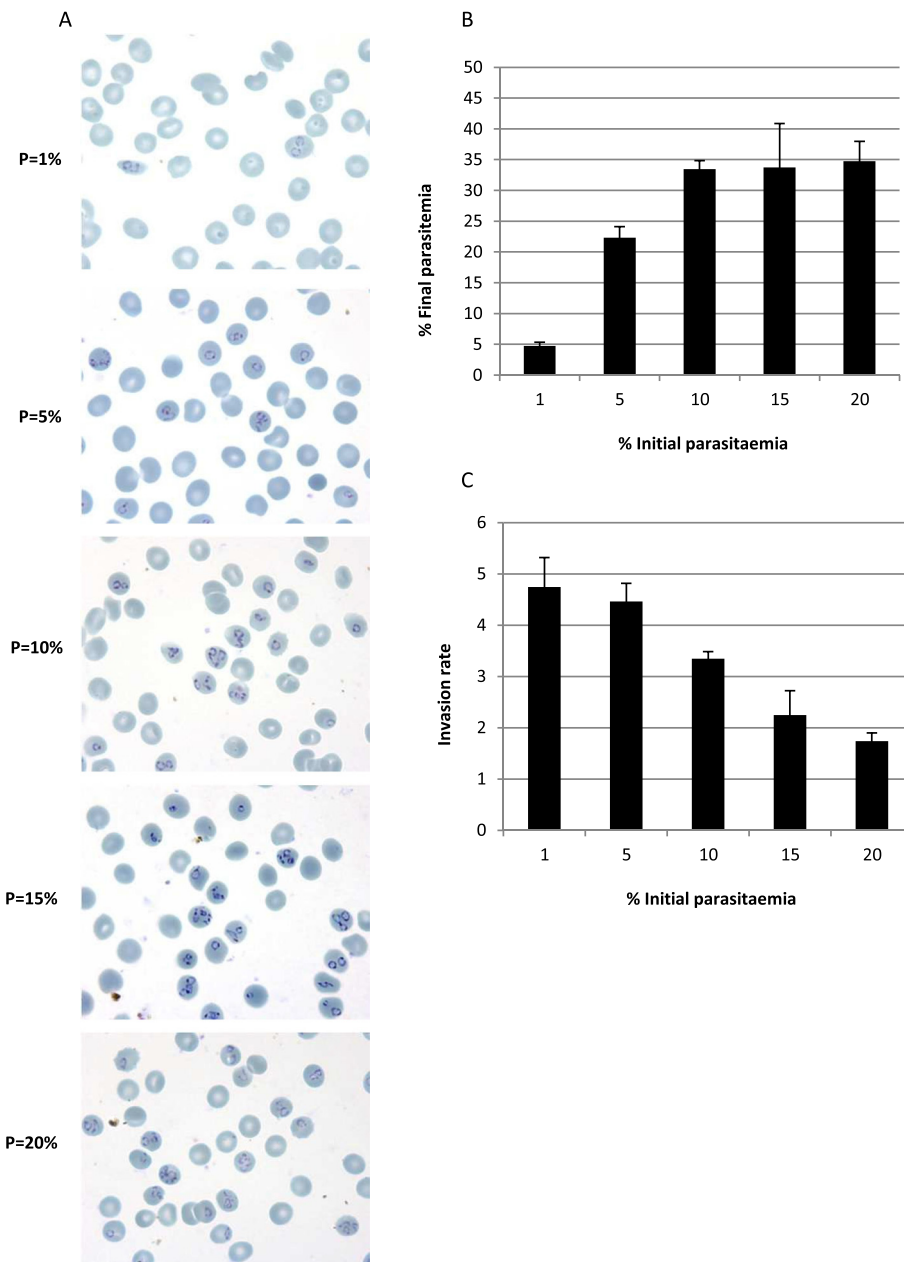 A
P=1%
P=5%
P=10%
P=15%
P=20%
B
% Final parasitemia
50
45
40
35
30
25
20
15
10
5
0
1 5 10 15 20
% Initial parasitaemia
C
Invasion rate
6
5
4
3
2
1
0
1 5 10 15 20
% Initial parasitaemia